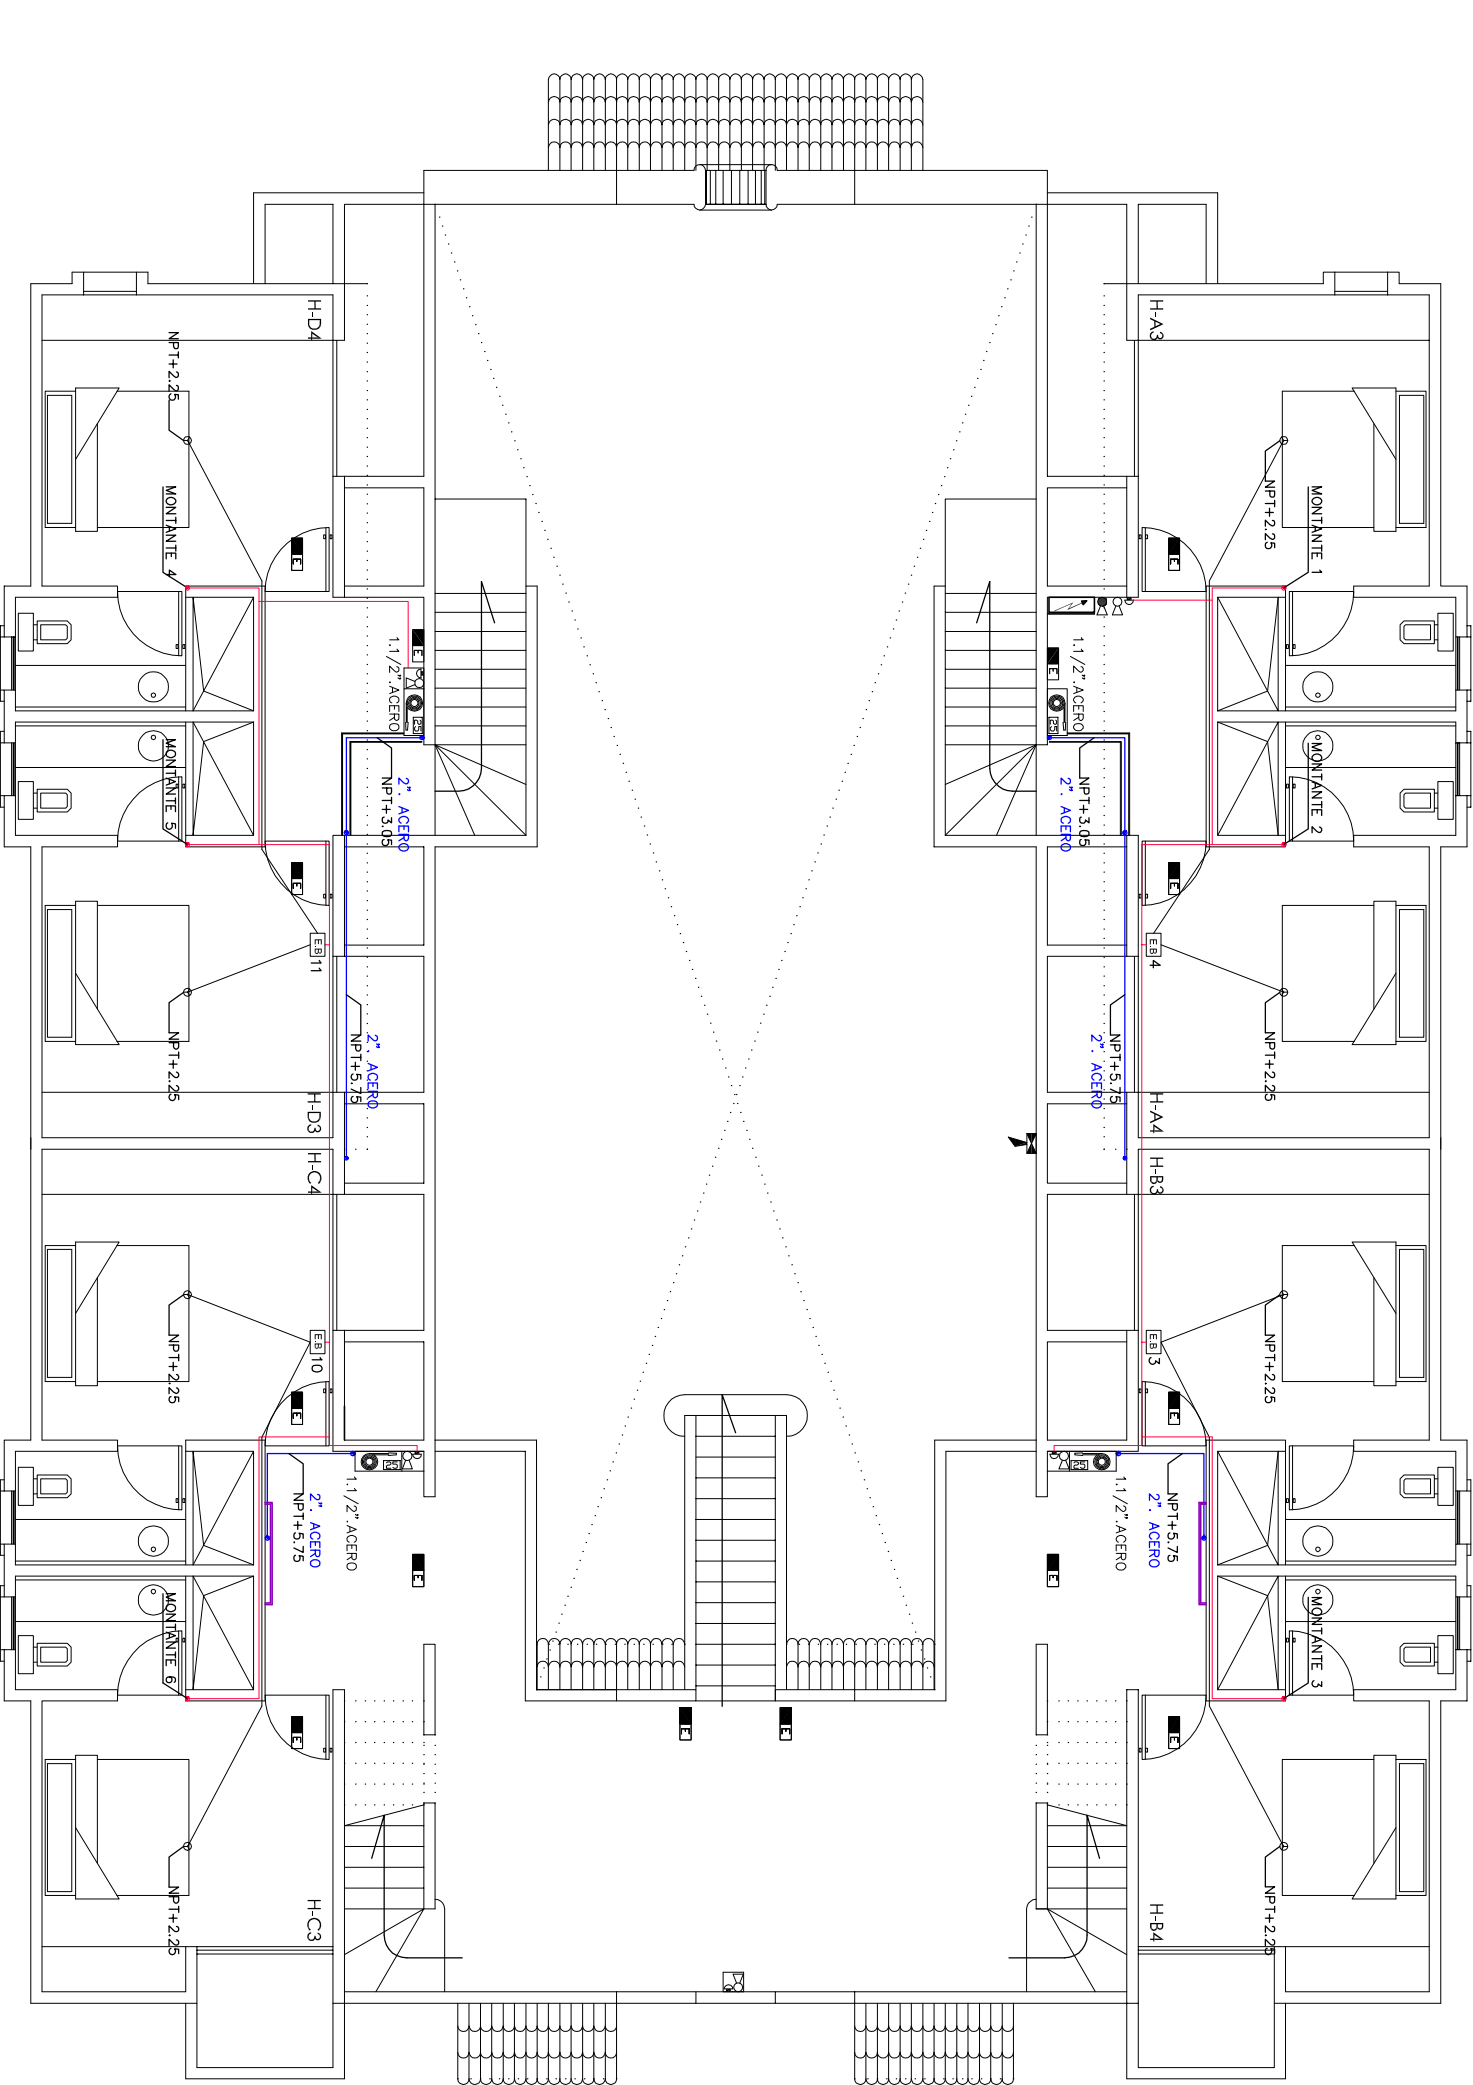 H-D4
NPT+2.25
MONTANTE 4
E
E
1.1/2".ACERO
25
2". ACERO
NPT+3.05
MONTANTE 5
E
E.B
11
NPT+2.25
2". ACERO
NPT+5.75
H-D3
H-C4
E.B
10
NPT+2.25
E
25
1.1/2".ACERO
2". ACERO
NPT+5.75
E
MONTANTE 6
E
E
NPT+2.25
H-C3
H-A3
MONTANTE 1
NPT+2.25
E
E
1.1/2".ACERO
25
NPT+3.05
2". ACERO
MONTANTE 2
E
E.B
4
NPT+2.25
NPT+5.75
2". ACERO
H-A4
H-B3
E.B
3
NPT+2.25
E
25
1.1/2".ACERO
NPT+5.75
2". ACERO
E
MONTANTE 3
E
E
NPT+2.25
H-B4